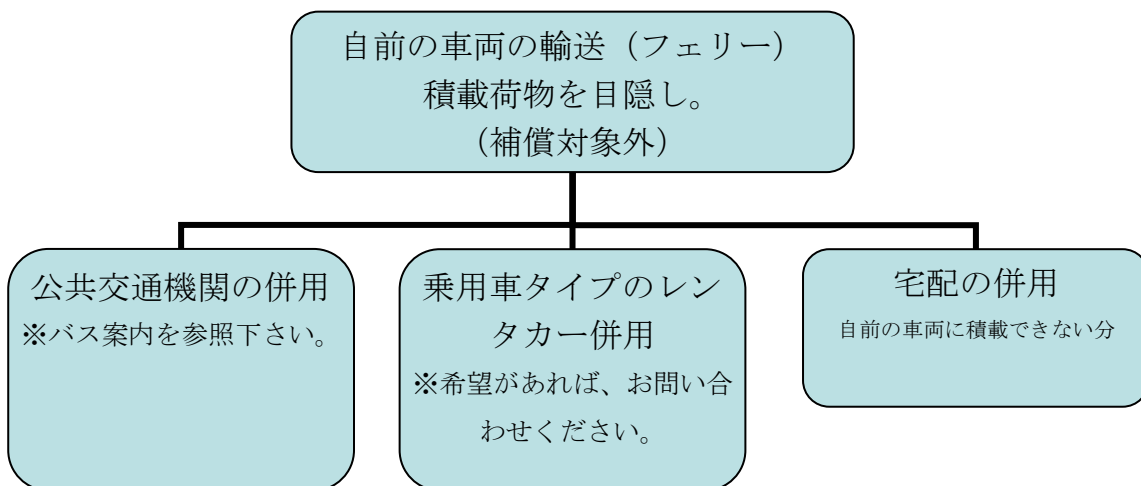 自前の車両の輸送（フェリー）
積載荷物を目隠し。
（補償対象外）
公共交通機関の併用
※バス案内を参照下さい。
乗用車タイプのレン
タカー併用
※希望があれば、お問い合
わせください。
宅配の併用
自前の車両に積載できない分